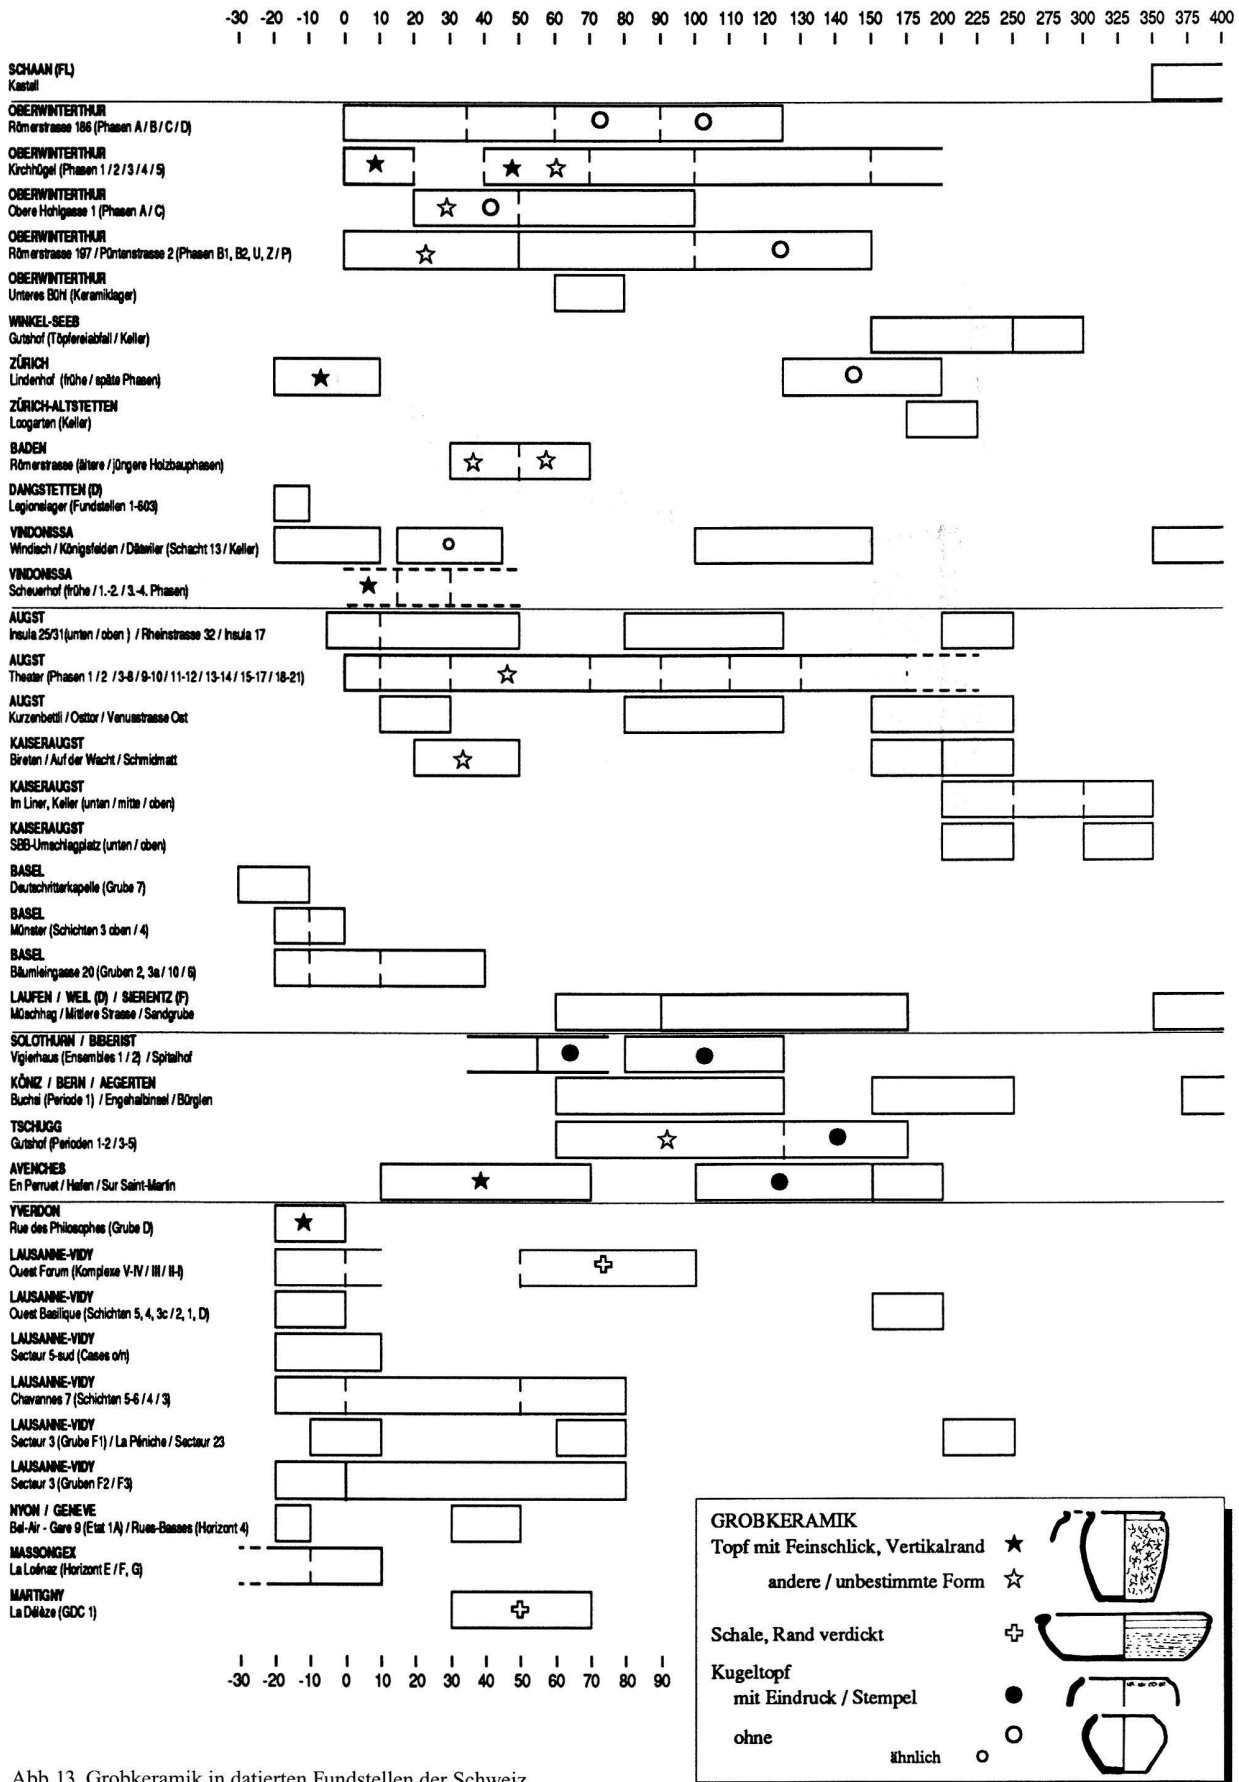 -30 -20 -10 0 10 20 30 40 50 60 70 80 90 100 110 120 130 140 150 175 200 225 250 275 300 325 350 375 400
SCHAAN (FL)
Kastell
OBERWINTERTHUR
Römerstrasse 186 (Phasen A / B / C / D)
OBERWINTERTHUR
Kirchhügel (Phasen 1 / 2 / 3 / 4 / 5)
OBERWINTERTHUR
Obere Hohlgasse 1 (Phasen A / C)
OBERWINTERTHUR
Römerstrasse 197 / Püntenstrasse 2 (Phasen B1, B2, U, Z / P)
OBERWINTERTHUR
Unteres Bühl (Keramiklager)
WINKEL-SEEB
Gutshof (Töpfereiabfall / Keller)
ZÜRICH
Lindenhof (frühe / späte Phasen)
ZÜRICH-ALTSTETTEN
Loogarten (Keller)
BADEN
Römerstrasse (ältere / jüngere Holzbauphasen)
DANGSTETTEN (D)
Legionslager (Fundstellen 1-603)
VINDONISSA
Windisch / Königsfelden / Dätwiler (Schacht 13 / Keller)
VINDONISSA
Scheuerhof (frühe / 1.-2. / 3.-4. Phasen)
AUGST
Insula 25/31(unten / oben ) / Rheinstrasse 32 / Insula 17
AUGST
Theater (Phasen 1 / 2 / 3-8 / 9-10 / 11-12 / 13-14 / 15-17 / 18-21)
AUGST
Kurzenbettli / Osttor / Venusstrasse Ost
KAISERAUGST
Bireten / Auf der Wacht / Schmidmatt
KAISERAUGST
Im Liner, Keller (unten / mitte / oben)
KAISERAUGST
SBB-Umschlagplatz (unten / oben)
BASEL
Deutschritterkapelle (Grube 7)
BASEL
Münster (Schichten 3 oben / 4)
BASEL
Bäumleingasse 20 (Gruben 2, 3a / 10 / 6)
LAUFEN / WEIL (D) / SIERENTZ (F)
Müschhag / Mittlere Strasse / Sandgrube
SOLOTHURN / BIBERIST
Vigierhaus (Ensembles 1 / 2) / Spitalhof
KÖNIZ / BERN / AEGERTEN
Buchsi (Periode 1) / Engehalbinsel / Bürglen
TSCHUGG
Gutshof (Perioden 1-2 / 3-5)
AVENCHES
En Perruet / Hafen / Sur Saint-Martin
YVERDON
Rue des Philosophes (Grube D)
LAUSANNE-VIDY
Ouest Forum (Komplexe V-IV / III / II-I)
LAUSANNE-VIDY
Ouest Basilique (Schichten 5, 4, 3c / 2, 1, D)
LAUSANNE-VIDY
Secteur 5-sud (Cases o/n)
LAUSANNE-VIDY
Chavannes 7 (Schichten 5-6 / 4 / 3)
LAUSANNE-VIDY
Secteur 3 (Grube F1) / La Péniche / Secteur 23
LAUSANNE-VIDY
Secteur 3 (Gruben F2 / F3)
NYON / GENEVE
Bel-Air - Gare 9 (Etat 1A) / Rues-Basses (Horizont 4)
MASSONGEX
La Loénaz (Horizont E / F, G)
MARTIGNY
La Délèze (GDC 1)
-30 -20 -10 0 10 20 30 40 50 60 70 80 90
GROBKERAMIK
Topf mit Feinschlick, Vertikalrand
andere / unbestimmte Form
Schale, Rand verdickt
Kugeltopf
mit Eindruck / Stempel
ohne
ähnlich
Abb. 13. Grobkeramik in datierten Fundstellen der Schweiz.